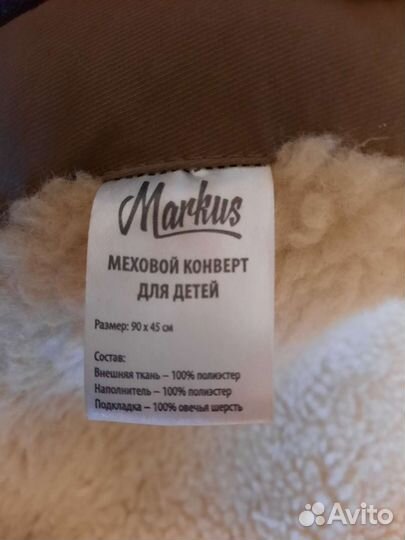 Markus
МЕХОВОЙ КОНВЕРТ
ДЛЯ ДЕТЕЙ
Размер: 90 x 45 см
Состав:
Внешняя ткань – 100% полиэстер
Наполнитель – 100% полиэстер
Подкладка – 100% овечья шерсть
Avito